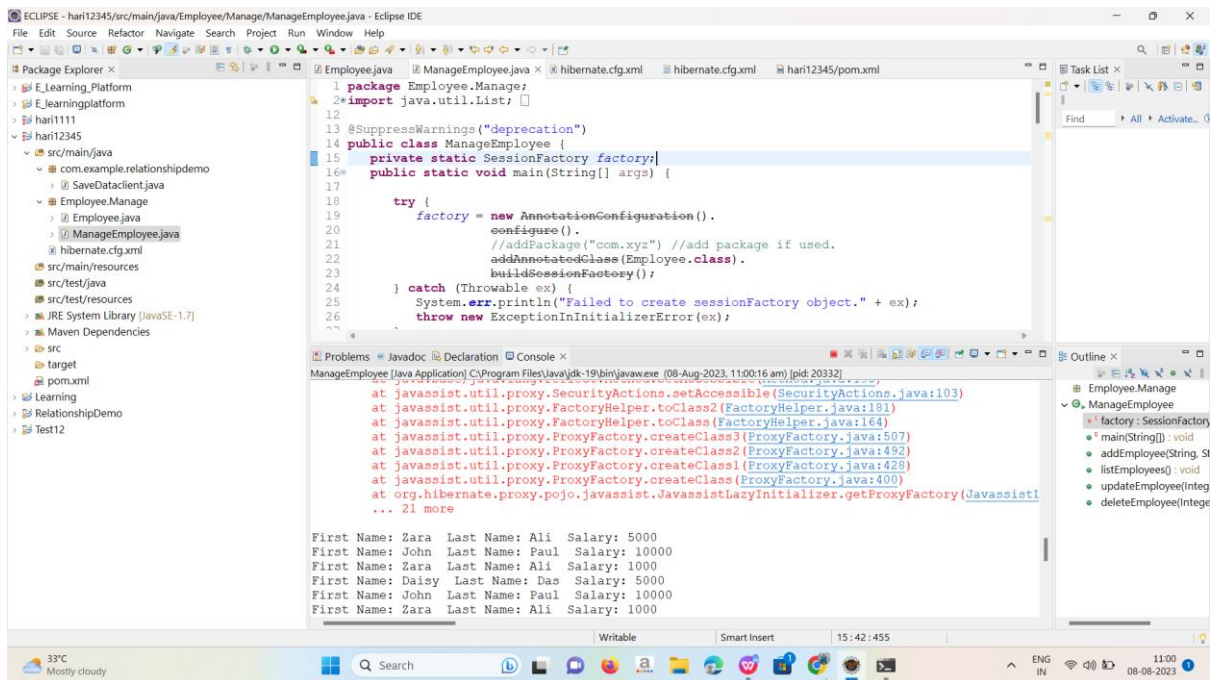 ECLIPSE - hari12345/src/main/java/Employee/Manage/ManageEmployee.java - Eclipse IDE
File Edit Source Refactor Navigate Search Project Run Window Help
Package Explorer
E_Learning_Platform
E_learningplatform
hari1111
hari12345
src/main/java
com.example.relationshipdemo
SaveDataclient.java
Employee.Manage
Employee.java
ManageEmployee.java
hibernate.cfg.xml
src/main/resources
src/test/java
src/test/resources
JRE System Library [JavaSE-1.7]
Maven Dependencies
src
target
pom.xml
Learning
RelationshipDemo
Test12
Employee.java ManageEmployee.java hibernate.cfg.xml hibernate.cfg.xml hari12345/pom.xml
1 package Employee.Manage;
2 import java.util.List;
12
13 @SuppressWarnings("deprecation")
14 public class ManageEmployee {
15 private static SessionFactory factory;
16 public static void main(String[] args) {
17
18 try {
19 factory = new AnnotationConfiguration().
20 configure().
21 //addPackage("com.xyz") //add package if used.
22 addAnnotatedClass(Employee.class).
23 buildSessionFactory();
24 } catch (Throwable ex) {
25 System.err.println("Failed to create sessionFactory object." + ex);
26 throw new ExceptionInInitializerError(ex);
Problems Javadoc Declaration Console
ManageEmployee [Java Application] C:\Program Files\Java\jdk-19\bin\javaw.exe (08-Aug-2023, 11:00:16 am) [pid: 20332]
at javassist.util.proxy.SecurityActions.setAccessible(SecurityActions.java:103)
at javassist.util.proxy.FactoryHelper.toClass2(FactoryHelper.java:181)
at javassist.util.proxy.FactoryHelper.toClass(FactoryHelper.java:164)
at javassist.util.proxy.ProxyFactory.createClass3(ProxyFactory.java:507)
at javassist.util.proxy.ProxyFactory.createClass2(ProxyFactory.java:492)
at javassist.util.proxy.ProxyFactory.createClass1(ProxyFactory.java:428)
at javassist.util.proxy.ProxyFactory.createClass(ProxyFactory.java:400)
at org.hibernate.proxy.pojo.javassist.JavassistLazyInitializer.getProxyFactory(JavassistL
... 21 more
First Name: Zara Last Name: Ali Salary: 5000
First Name: John Last Name: Paul Salary: 10000
First Name: Zara Last Name: Ali Salary: 1000
First Name: Daisy Last Name: Das Salary: 5000
First Name: John Last Name: Paul Salary: 10000
First Name: Zara Last Name: Ali Salary: 1000
Task List
Find All Activate...
Outline
Employee.Manage
ManageEmployee
factory : SessionFactory
main(String[]) : void
addEmployee(String, St
listEmployees() : void
updateEmployee(Integ
deleteEmployee(Intege
Writable Smart Insert 15 : 42 : 455
33°C
Mostly cloudy
Search
ENG
IN
11:00
08-08-2023